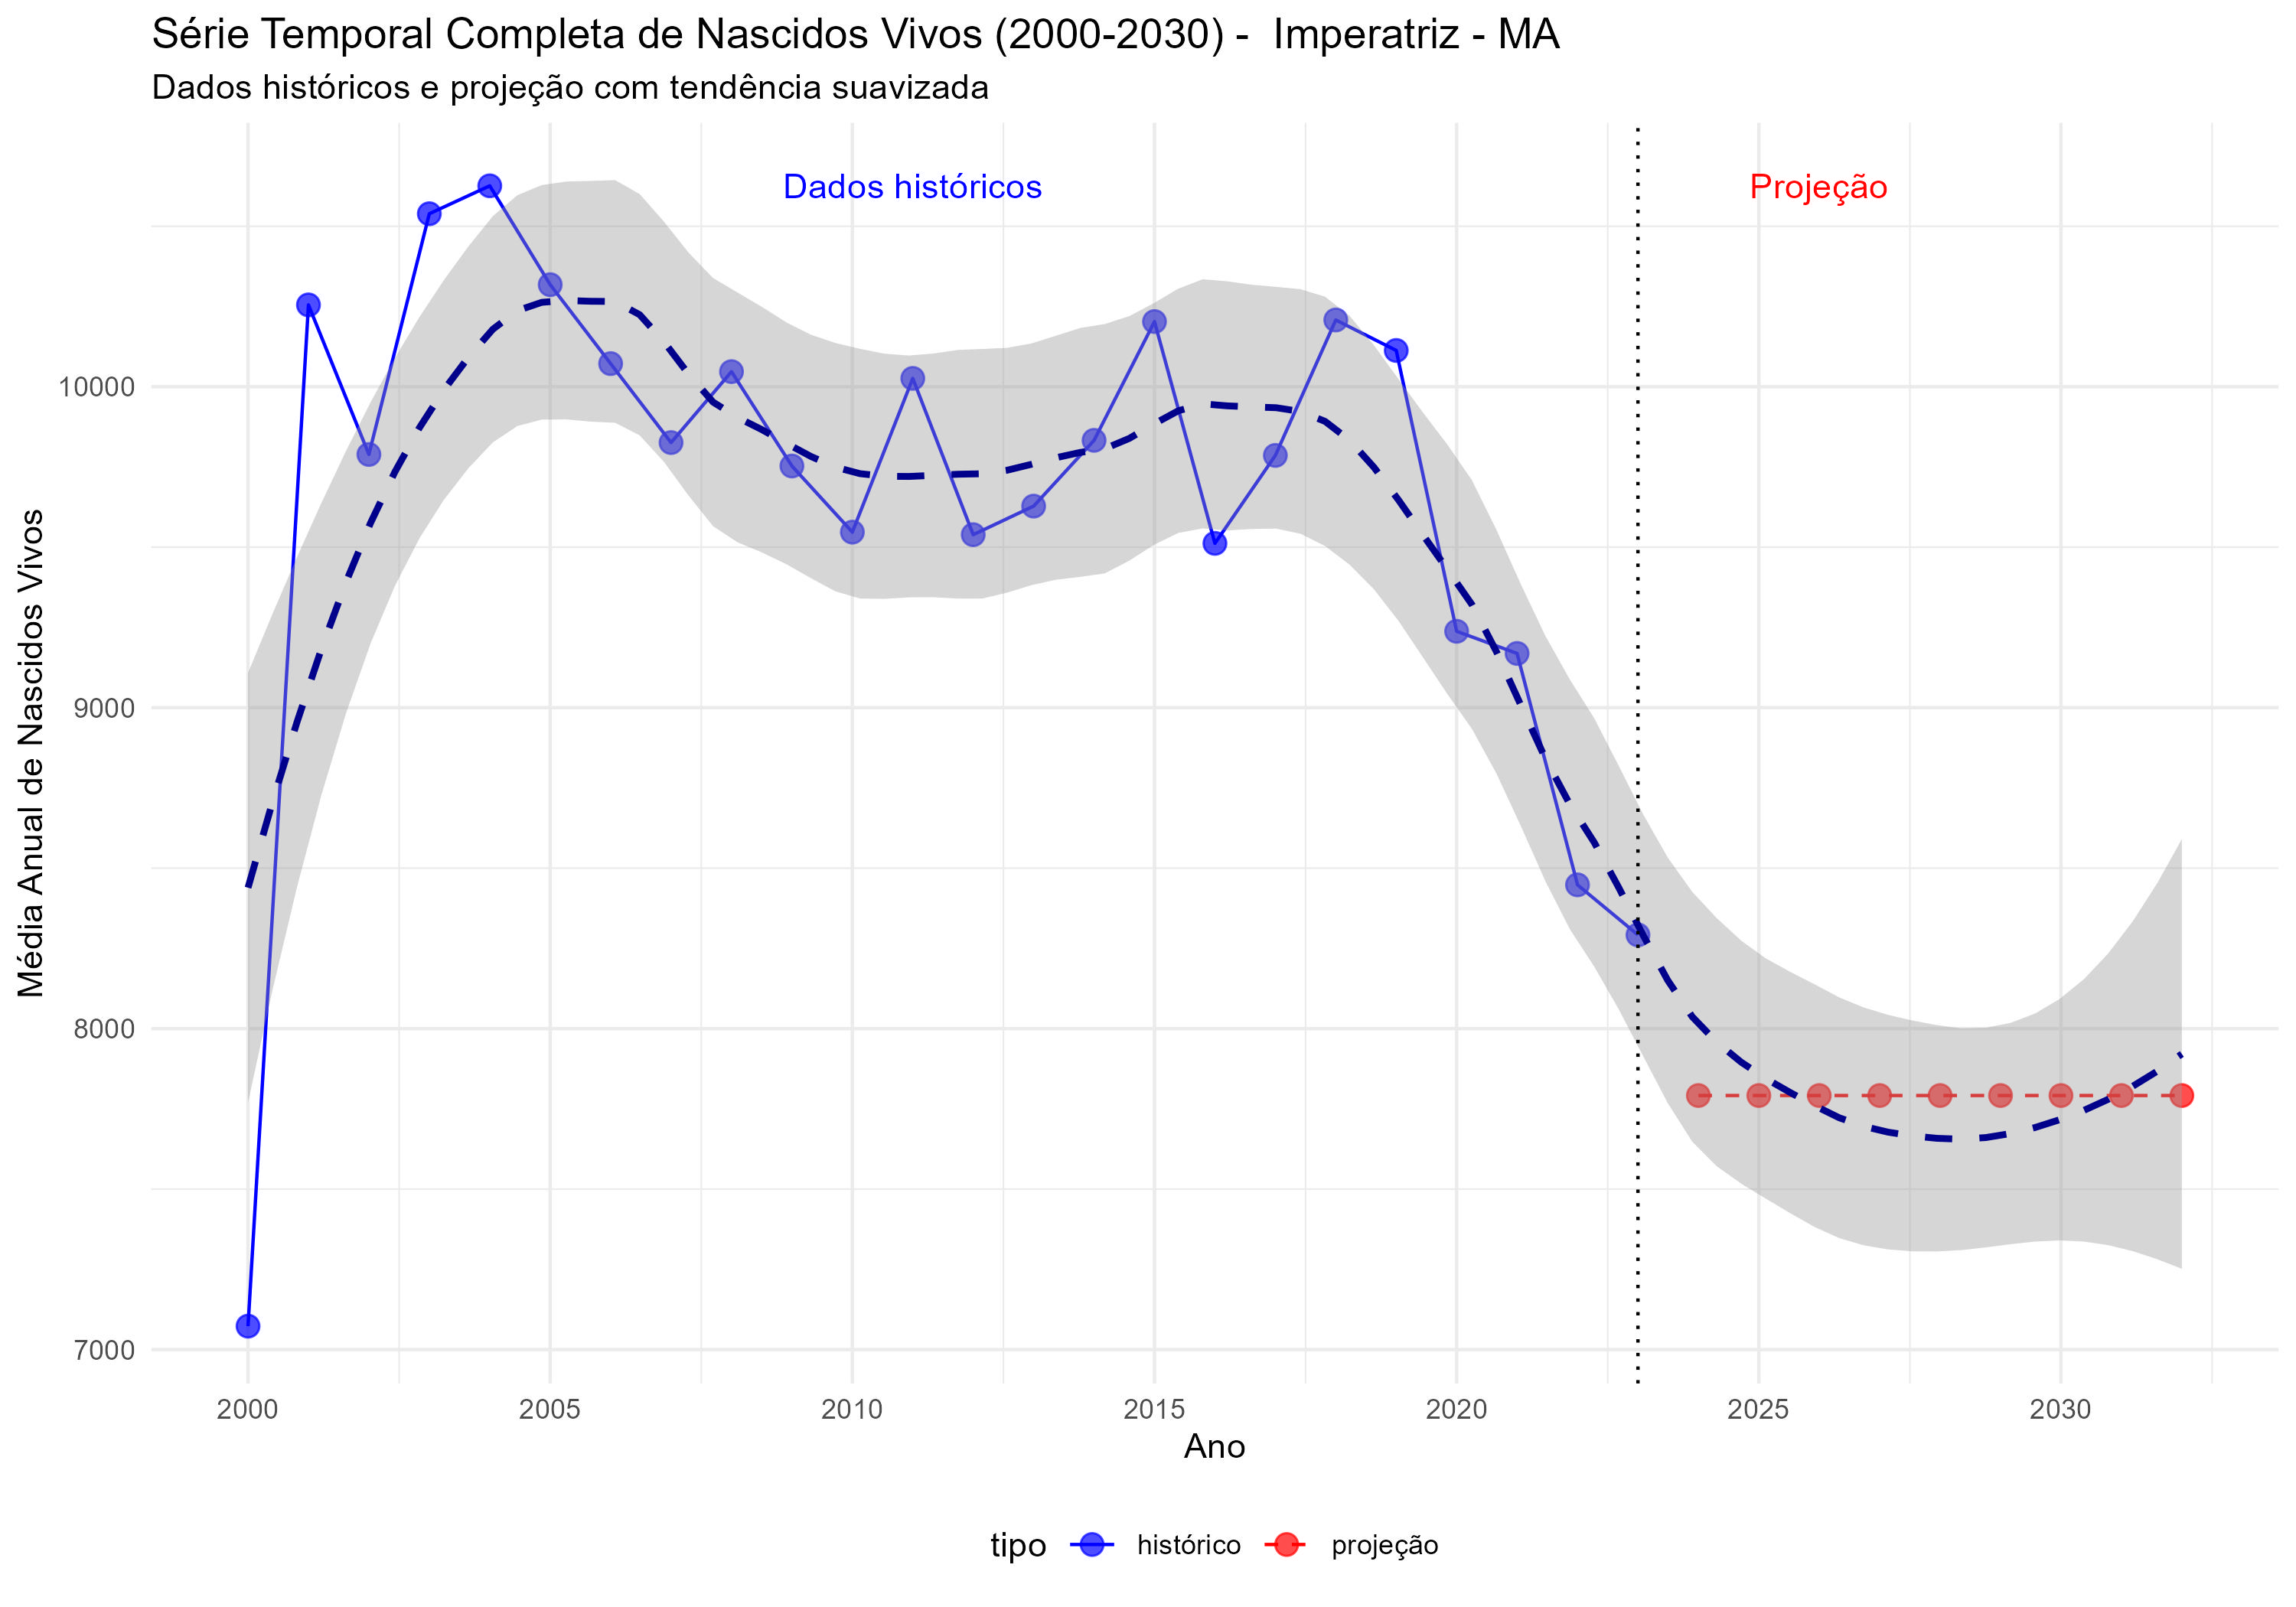 Série Temporal Completa de Nascidos Vivos (2000-2030) -  Imperatriz - MA
Dados históricos e projeção com tendência suavizada
Dados históricos
Projeção
Média Anual de Nascidos Vivos
10000
9000
8000
7000
2000
2005
2010
2015
2020
2025
2030
Ano
tipo
histórico
projeção